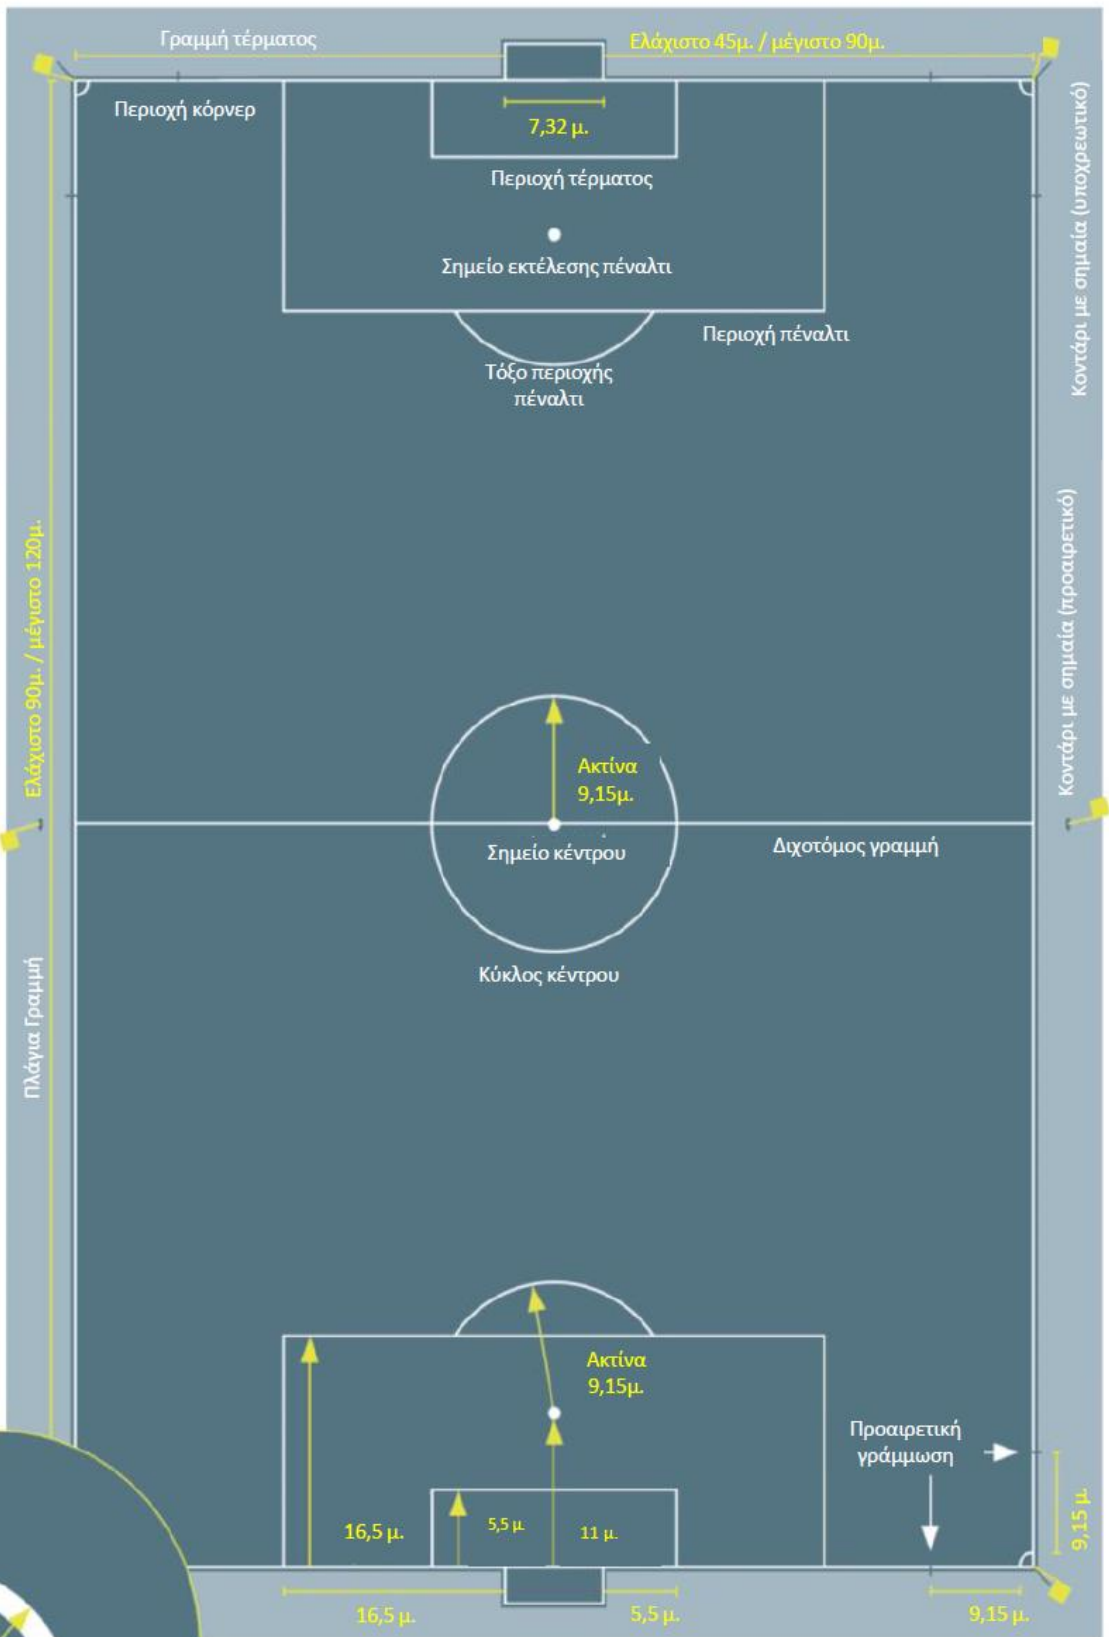 Γραμμή τέρματος
Ελάχιστο 45μ. / μέγιστο 90μ.
Περιοχή κόρνερ
7,32 μ.
Περιοχή τέρματος
Κοντάρι με σημαία (υποχρεωτικό)
Σημείο εκτέλεσης πέναλτι
Περιοχή πέναλτι
Τόξο περιοχής
πέναλτι
Ελάχιστο 90μ. / μέγιστο 120μ.
Κοντάρι με σημαία (προαιρετικό)
Ακτίνα
9,15μ.
Σημείο κέντρου
Διχοτόμος γραμμή
Κύκλος κέντρου
Πλάγια Γραμμή
Ακτίνα
9,15μ.
Προαιρετική
γράμμωση
16,5 μ.
5,5 μ.
11 μ.
9,15 μ.
16,5 μ.
5,5 μ.
9,15 μ.